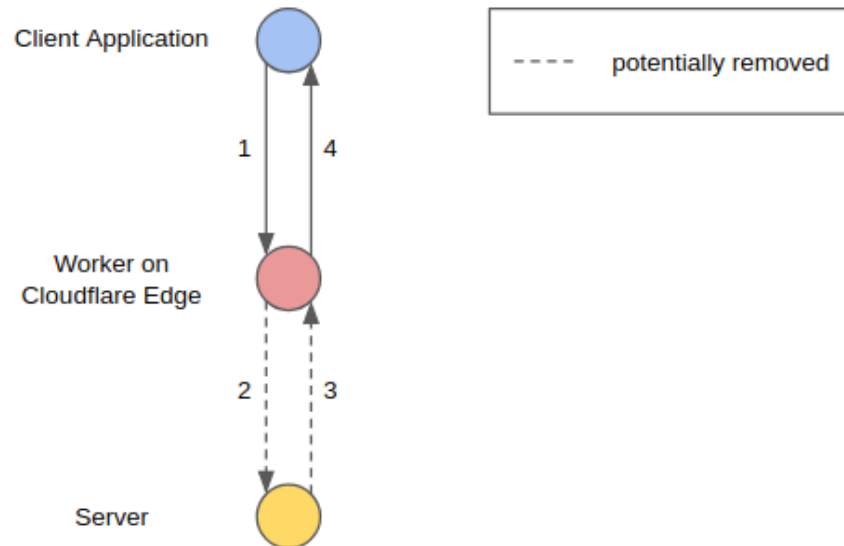 Client Application
potentially removed
1
4
Worker on
Cloudflare Edge
2
3
Server